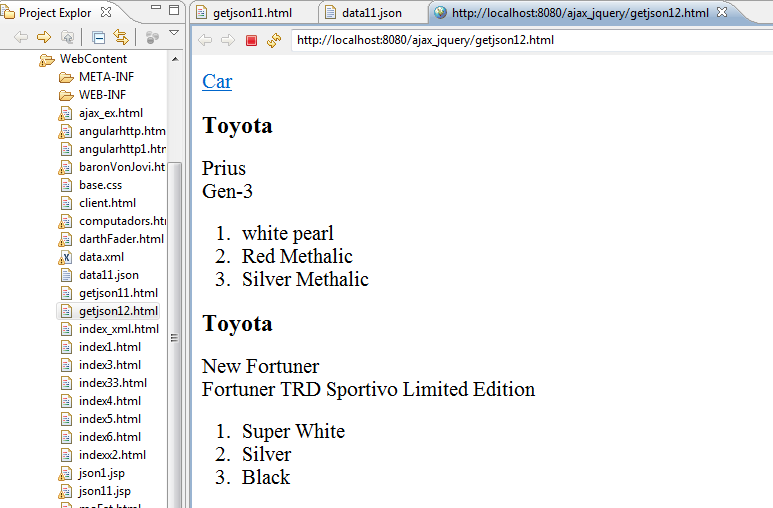 Project Explor
getjson11.html
data11.json
http://localhost:8080/ajax_jquery/getjson12.html
http://localhost:8080/ajax_jquery/getjson12.html
WebContent
META-INF
WEB-INF
ajax_ex.html
angularhttp.htm
angularhttp1.htm
baronVonJovi.ht
base.css
client.html
computadors.htr
darthFader.html
data.xml
data11.json
getjson11.html
getjson12.html
index_xml.html
index1.html
index3.html
index33.html
index4.html
index5.html
index6.html
indexx2.html
json1.jsp
json11.jsp
Car
Toyota
Prius
Gen-3
1. white pearl
2. Red Methalic
3. Silver Methalic
Toyota
New Fortuner
Fortuner TRD Sportivo Limited Edition
1. Super White
2. Silver
3. Black